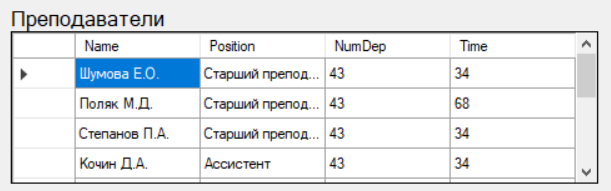 Преподаватели
Name Position NumDep Time
Шумова Е.О. Старший препод... 43 34
Поляк М.Д. Старший препод... 43 68
Степанов П.А. Старший препод... 43 34
Кочин Д.А. Ассистент 43 34